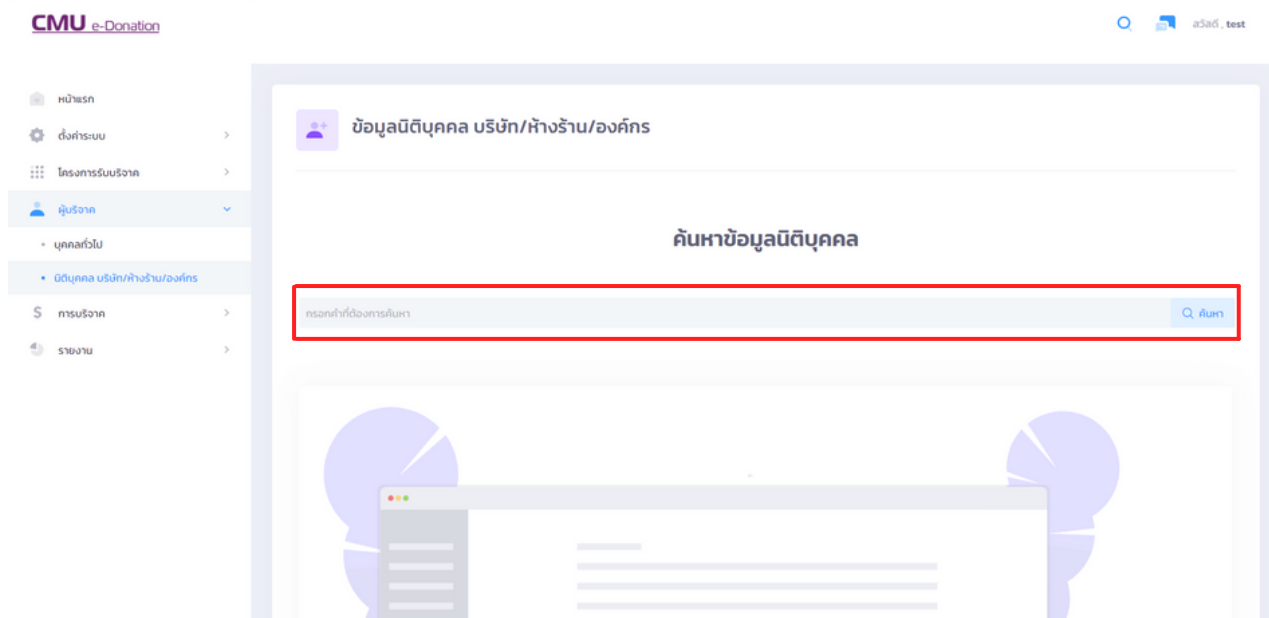 CMU e-Donation
สวัสดี , test
หน้าแรก
ตั้งค่าระบบ
โครงการรับบริจาค
ผู้บริจาค
บุคคลทั่วไป
นิติบุคคล บริษัท/ห้างร้าน/องค์กร
การบริจาค
รายงาน
ข้อมูลนิติบุคคล บริษัท/ห้างร้าน/องค์กร
ค้นหาข้อมูลนิติบุคคล
กรอกคำที่ต้องการค้นหา
ค้นหา